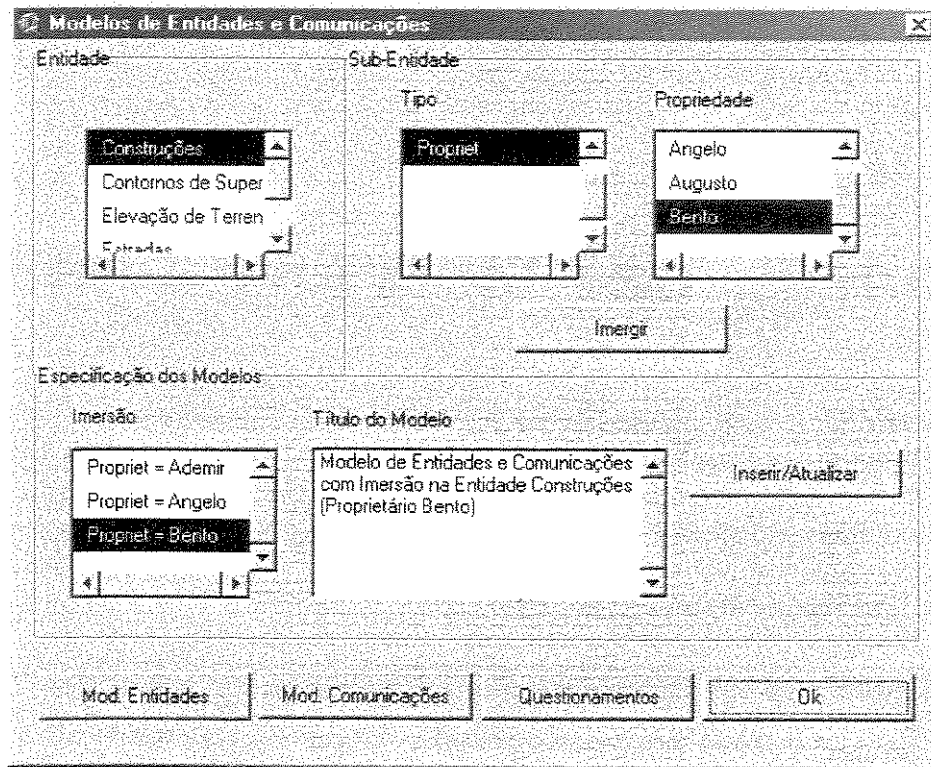 Modelos de Entidades e Comunicações
Entidade
Sub-Entidade
Tipo
Propriedade
Construções
Contornos de Super
Elevação de Terren
Estradas
Propriet
Angelo
Augusto
Bento
Imergir
Especificação dos Modelos
Imersão
Título do Modelo
Propriet = Ademir
Propriet = Angelo
Propriet = Bento
Modelo de Entidades e Comunicações
com Imersão na Entidade Construções
(Proprietário Bento)
Inserir/Atualizar
Mod. Entidades
Mod. Comunicações
Questionamentos
Ok